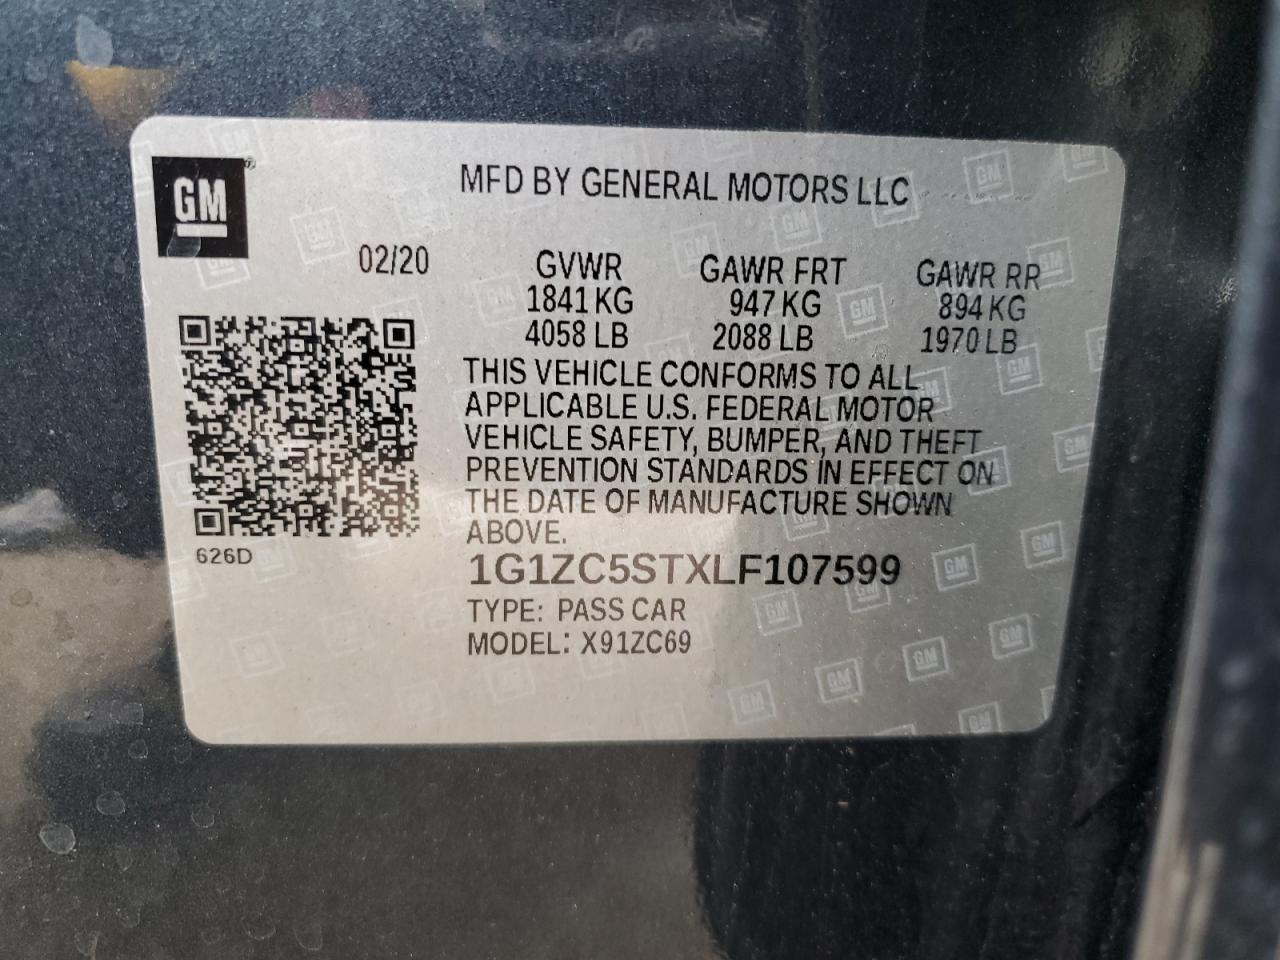 GM
MFD BY GENERAL MOTORS LLC
02/20
GVWR GAWR FRT GAWR RR
1841 KG 947 KG 894 KG
4058 LB 2088 LB 1970 LB
THIS VEHICLE CONFORMS TO ALL
APPLICABLE U.S. FEDERAL MOTOR
VEHICLE SAFETY, BUMPER, AND THEFT
PREVENTION STANDARDS IN EFFECT ON
THE DATE OF MANUFACTURE SHOWN
ABOVE.
626D
1G1ZC5STXLF107599
TYPE: PASS CAR
MODEL: X91ZC69